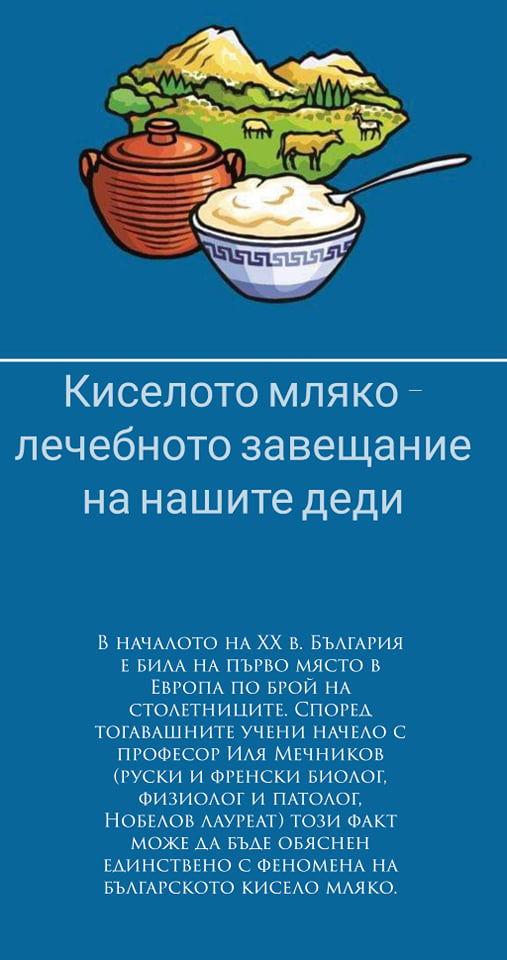 Киселото мляко –
лечебното завещание
на нашите деди
В началото на XX в. България
е била на първо място в
Европа по брой на
столетниците. Според
тогавашните учени начело с
професор Иля Мечников
(руски и френски биолог,
физиолог и патолог,
Нобелов лауреат) този факт
може да бъде обяснен
единствено с феномена на
българското кисело мляко.